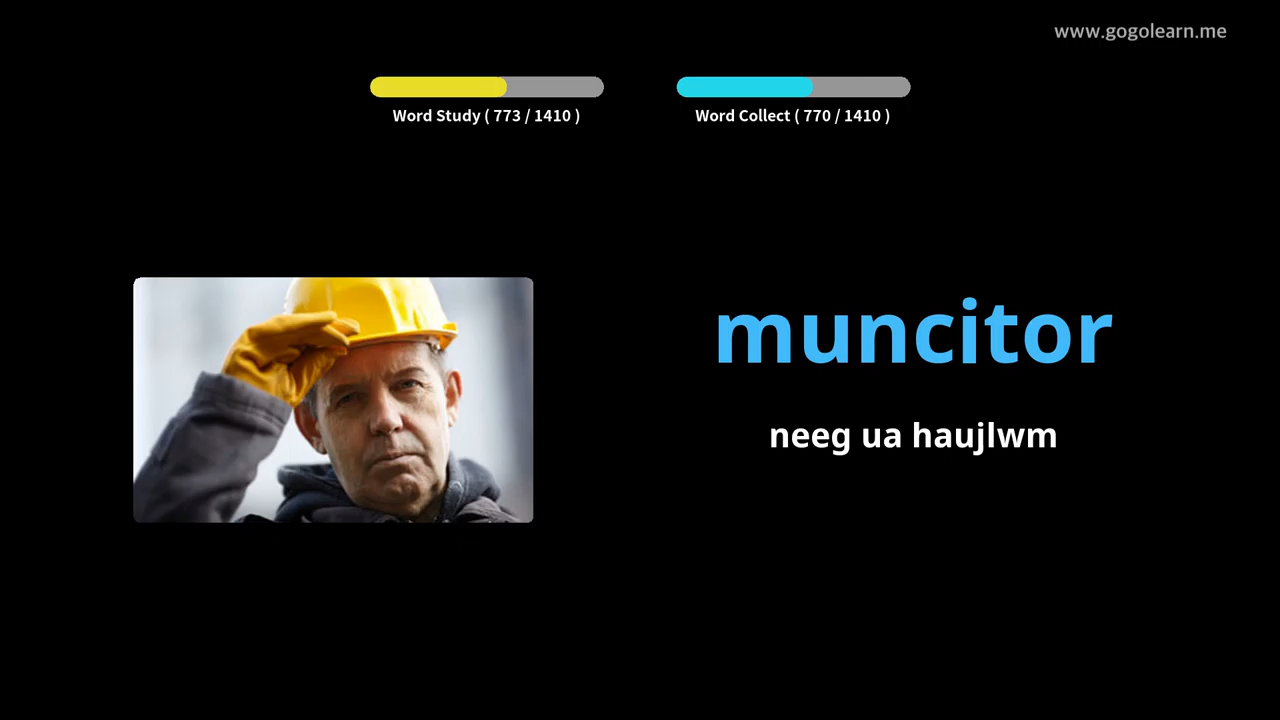 www.gogolearn.me
Word Study ( 773 / 1410 )
Word Collect ( 770 / 1410 )
muncitor
neeg ua haujlwm